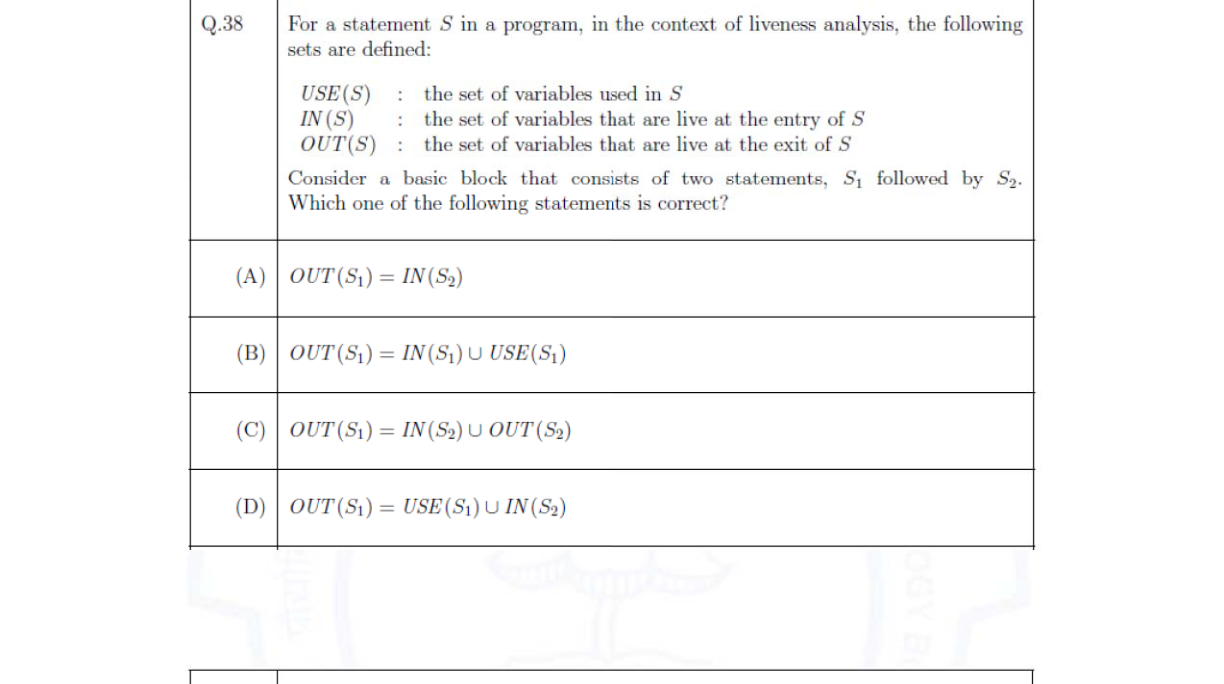 Q.38 For a statement S in a program, in the context of liveness analysis, the following
sets are defined:
USE(S) : the set of variables used in S
IN(S) : the set of variables that are live at the entry of S
OUT(S) : the set of variables that are live at the exit of S
Consider a basic block that consists of two statements, S₁ followed by S₂.
Which one of the following statements is correct?
(A) OUT(S₁) = IN(S₂)
(B) OUT(S₁) = IN(S₁) ∪ USE(S₁)
(C) OUT(S₁) = IN(S₂) ∪ OUT(S₂)
(D) OUT(S₁) = USE(S₁) ∪ IN(S₂)